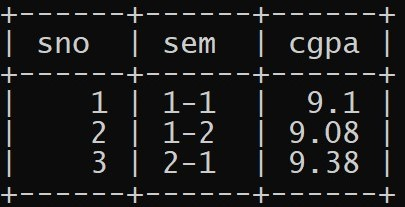 +------+------+------+
| sno  | sem  | cgpa |
+------+------+------+
|    1 | 1-1  |  9.1 |
|    2 | 1-2  | 9.08 |
|    3 | 2-1  | 9.38 |
+------+------+------+